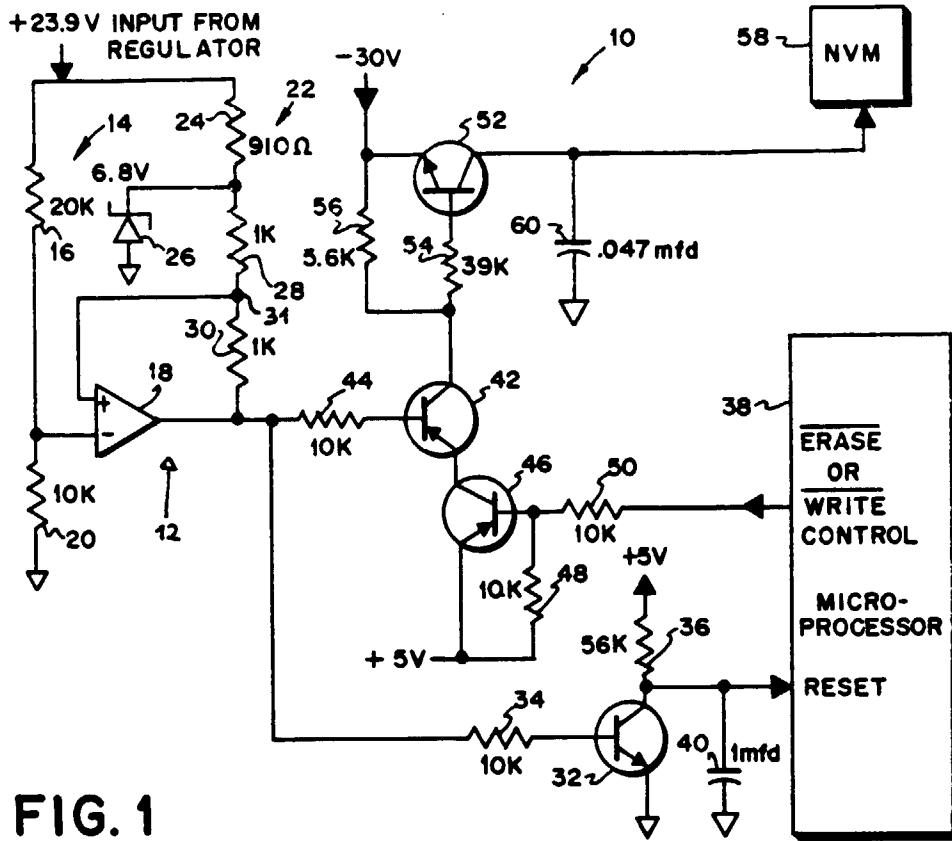 +23.9 V INPUT FROM
REGULATOR
10
58
NVM
-30V
24
22
910Ω
14
52
6.8V
20K
16
26
1K
28
56
5.6K
54
39K
60
.047 mfd
31
30
1K
18
+
-
44
10K
42
38
ERASE
OR
WRITE
CONTROL
46
50
10K
10K
20
12
10K
48
+5V
MICRO-
PROCESSOR
56K
36
+ 5V
RESET
34
10K
32
40
1mfd
FIG. 1